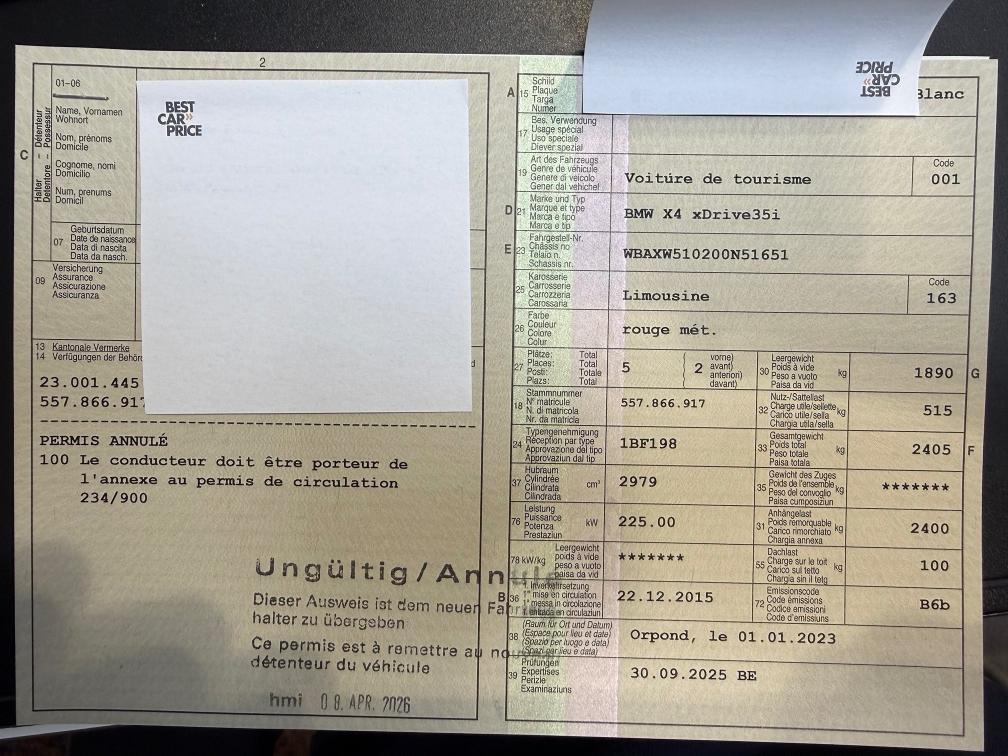 2
01-06
Halter – Détenteur
Detentore – Possessur
C
Name, Vornamen
Wohnort
Nom, prénoms
Domicile
Cognome, nomi
Domicilio
Num, prenums
Domicil
07
Geburtsdatum
Date de naissance
Data di nascita
Data da nasch.
09
Versicherung
Assurance
Assicurazione
Assicuranza
BEST
CAR»
PRICE
13 Kantonale Vermerke
14 Verfügungen der Behör
23.001.445
557.866.917
PERMIS ANNULÉ
100 Le conducteur doit être porteur de
l'annexe au permis de circulation
234/900
Ungültig/Annulé
Dieser Ausweis ist dem neuen Fahr
halter zu übergeben
Ce permis est à remettre au nouveau
détenteur du véhicule
hmi 08. APR. 2026
BEST
CAR»
PRICE
A 15
Schild
Plaque
Targa
Numer
Blanc
17
Bes. Verwendung
Usage spécial
Uso speciale
Diever spezial
19
Art des Fahrzeugs
Genre de véhicule
Genere di veicolo
Gener dal vehichel
Voiture de tourisme
Code
001
D 21
Marke und Typ
Marque et type
Marca e tipo
Marca e tip
BMW X4 xDrive35i
E 23
Fahrgestell-Nr.
Châssis no
Telaio n.
Schassis nr.
WBAXW510200N51651
25
Karosserie
Carrosserie
Carrozzeria
Carossaria
Limousine
Code
163
26
Farbe
Couleur
Colore
Colur
rouge mét.
27
Plätze: Total
Places: Total
Posti: Totale
Plazs: Total
5
2
vorne)
avant)
anteriori)
davant)
30
Leergewicht
Poids à vide
Peso a vuoto
Paisa da vid
kg
1890
G
18
Stammnummer
N° matricule
N. di matricola
Nr. da matricla
557.866.917
32
Nutz-/Sattellast
Charge utile/sellette
Carico utile/sella
Chargia utila/sella
kg
515
24
Typengenehmigung
Réception par type
Approvazione del tipo
Approvaziun dal tip
1BF198
33
Gesamtgewicht
Poids total
Peso totale
Paisa totala
kg
2405
F
37
Hubraum
Cylindrée
Cilindrata
Cilindrada
cm³
2979
35
Gewicht des Zuges
Poids de l'ensemble
Peso del convoglio
Paisa cumposiziun
kg
*******
76
Leistung
Puissance
Potenza
Prestaziun
kW
225.00
31
Anhängelast
Poids remorquable
Carico rimorchiato
Chargia annexa
kg
2400
78 kW/kg
Leergewicht
poids à vide
peso a vuoto
paisa da vid
*******
55
Dachlast
Charge sur le toit
Carico sul tetto
Chargia sin il tetg
kg
100
B 36
1. Inverkehrsetzung
1re mise en circulation
1a messa in circolazione
1. entrada en circulaziun
22.12.2015
72
Emissionscode
Code émissions
Codice emissioni
Code d'emissiuns
B6b
38
(Raum für Ort und Datum)
(Espace pour lieu et date)
(Spazio per luogo e data)
(Spazi per lieu e data)
Orpond, le 01.01.2023
39
Prüfungen
Expertises
Perizie
Examinaziuns
30.09.2025 BE